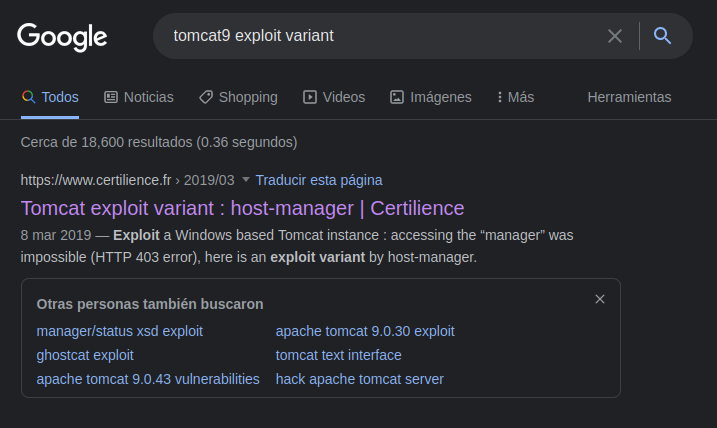 Google
tomcat9 exploit variant
Todos Noticias Shopping Videos Imágenes Más Herramientas
Cerca de 18,600 resultados (0.36 segundos)
https://www.certilience.fr › 2019/03 Traducir esta página
Tomcat exploit variant : host-manager | Certilience
8 mar 2019 — Exploit a Windows based Tomcat instance : accessing the “manager” was
impossible (HTTP 403 error), here is an exploit variant by host-manager.
Otras personas también buscaron
manager/status xsd exploit apache tomcat 9.0.30 exploit
ghostcat exploit tomcat text interface
apache tomcat 9.0.43 vulnerabilities hack apache tomcat server